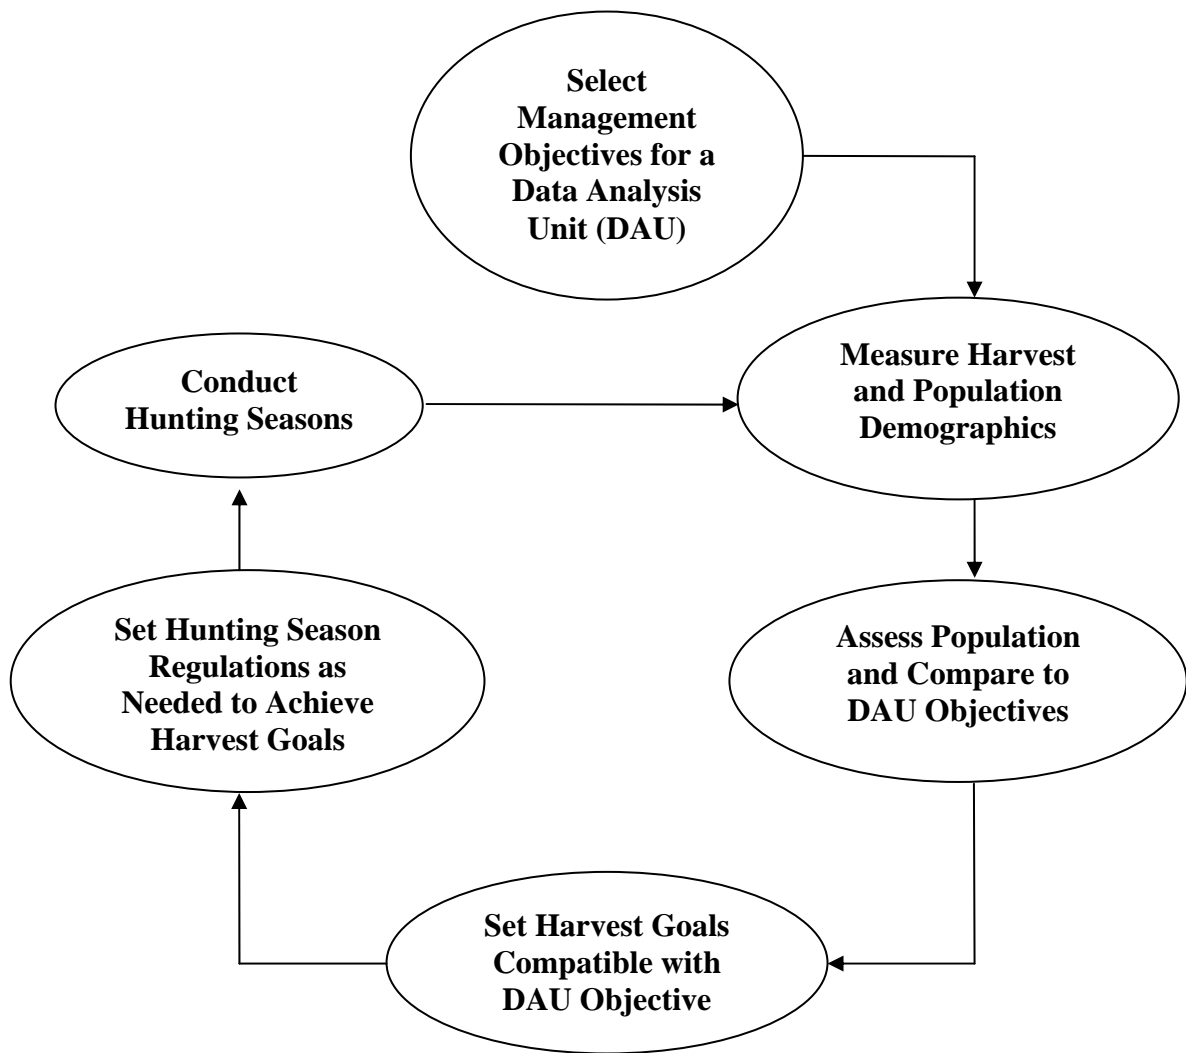 Select
Management
Objectives for a
Data Analysis
Unit (DAU)
Measure Harvest
and Population
Demographics
Conduct
Hunting Seasons
Assess Population
and Compare to
DAU Objectives
Set Hunting Season
Regulations as
Needed to Achieve
Harvest Goals
Set Harvest Goals
Compatible with
DAU Objective